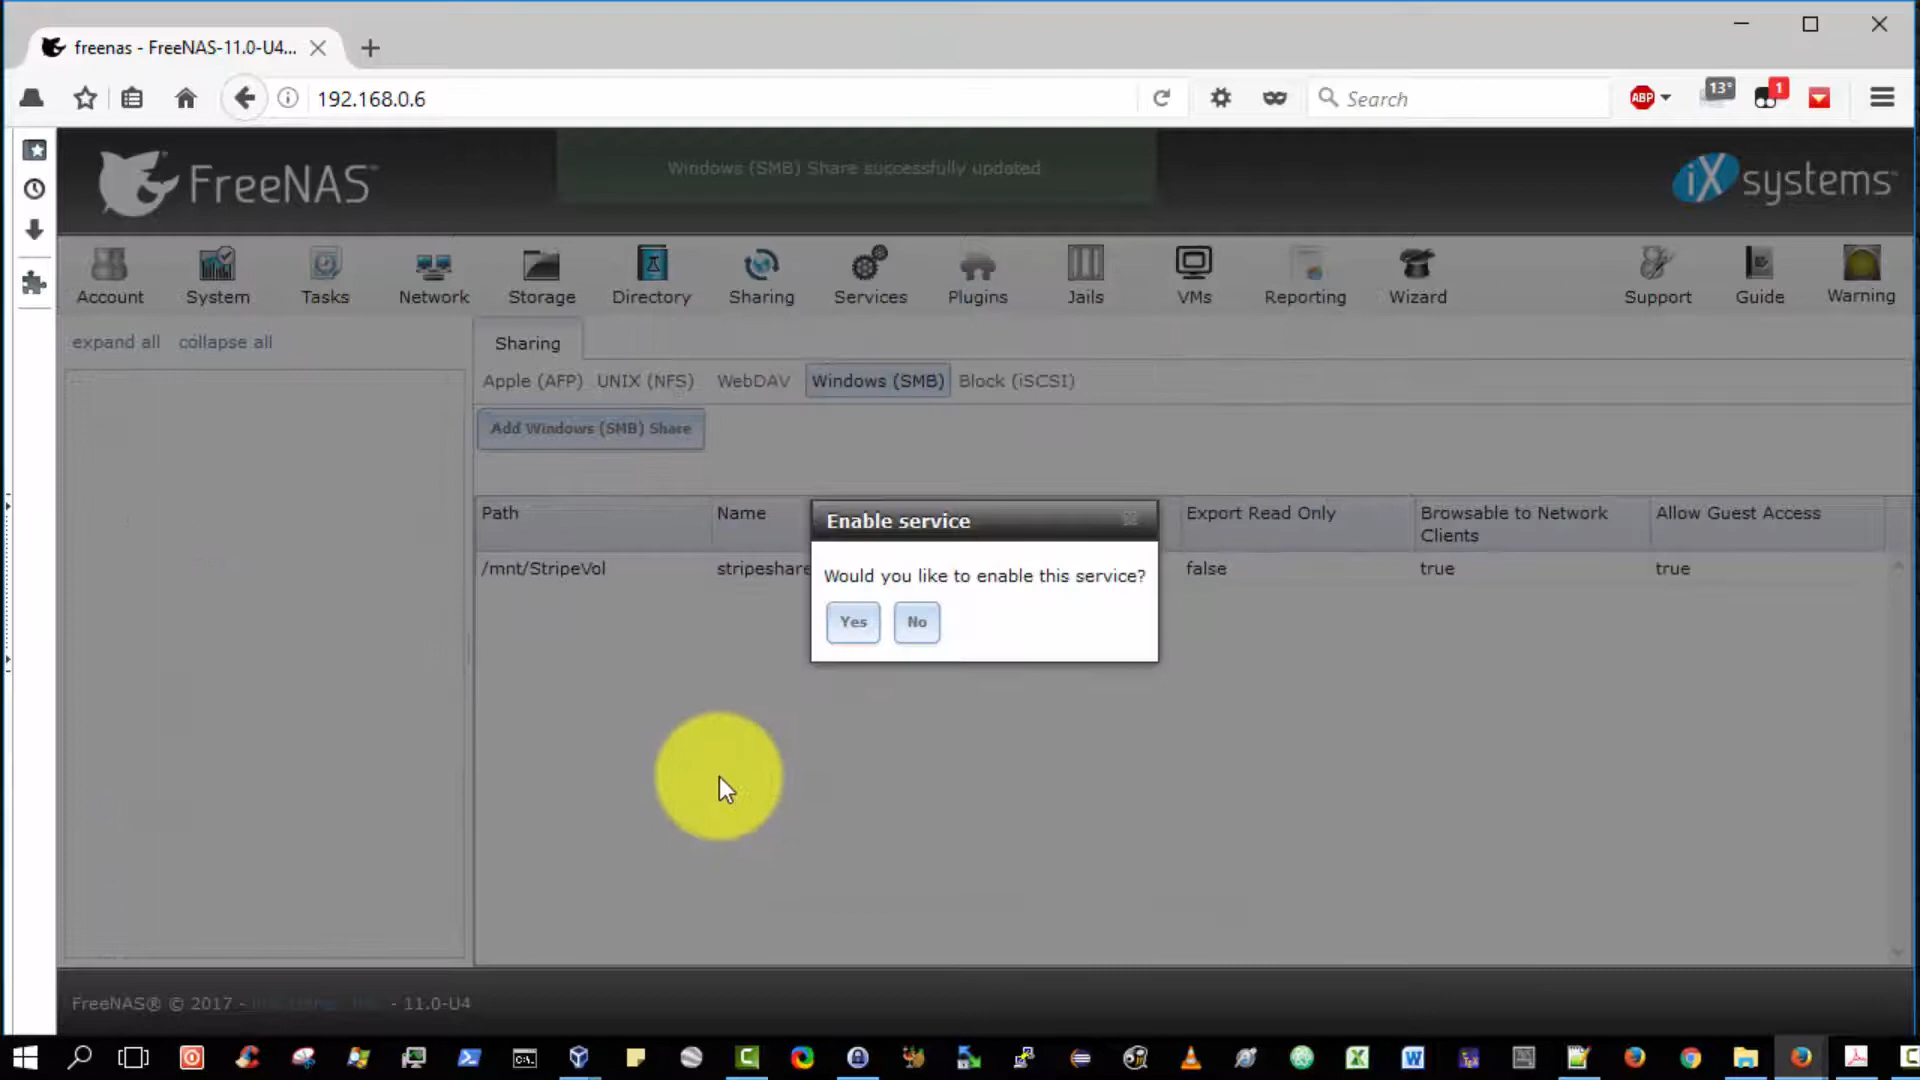 freenas - FreeNAS-11.0-U4...
192.168.0.6
Search
ABP
13°
1
FreeNAS™
Windows (SMB) Share successfully updated
iX systems™
Account
System
Tasks
Network
Storage
Directory
Sharing
Services
Plugins
Jails
VMs
Reporting
Wizard
Support
Guide
Warning
expand all
collapse all
Sharing
Apple (AFP)
UNIX (NFS)
WebDAV
Windows (SMB)
Block (iSCSI)
Add Windows (SMB) Share
Path
Name
Export Read Only
Browsable to Network
Clients
Allow Guest Access
/mnt/StripeVol
stripeshare
false
true
true
Enable service
Would you like to enable this service?
Yes
No
FreeNAS® © 2017 -
- 11.0-U4